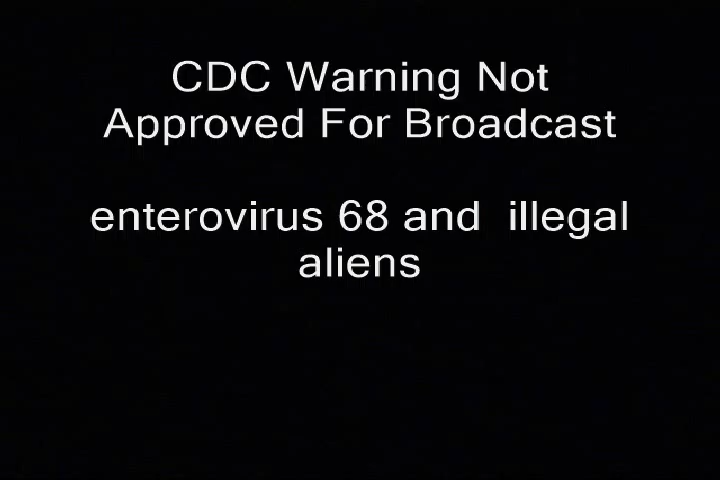 CDC Warning Not
Approved For Broadcast
enterovirus 68 and  illegal
aliens